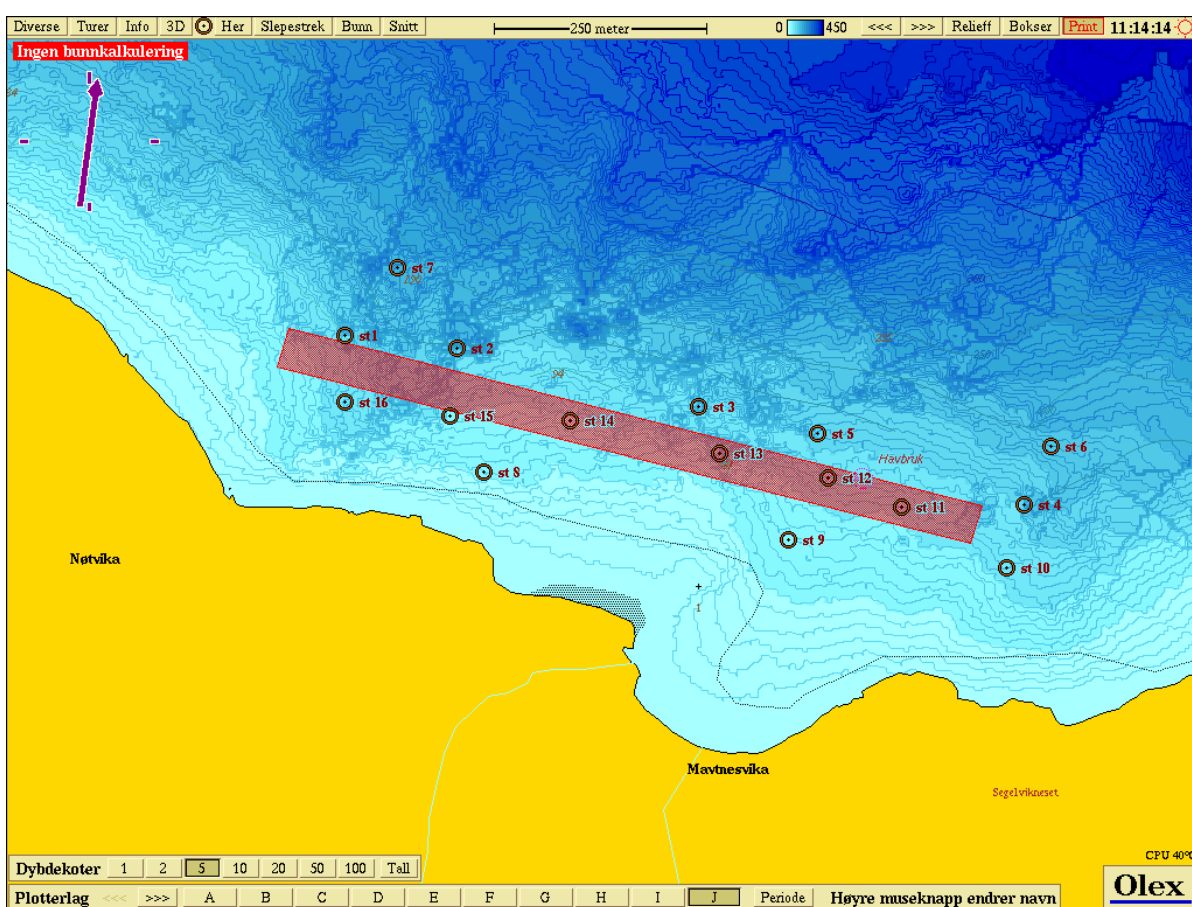 Diverse Turer Info 3D Her Slepestrek Bunn Snitt 250 meter 0 450 <<< >>> Relieff Bokser Print 11:14:14
Ingen bunnkalkulering
st 7
st1
st 2
94
st 16
st 15
st 14
st 3
st 5
st 6
st 13
Havbruk
st 8
st 12
st 11
st 4
st 9
st 10
Nøtvika
1
Mavtnesvika
Segelvikneset
CPU 40°C
Dybdekoter 1 2 5 10 20 50 100 Tall
Plotterlag <<< >>> A B C D E F G H I J Periode Høyre museknapp endrer navn
Olex